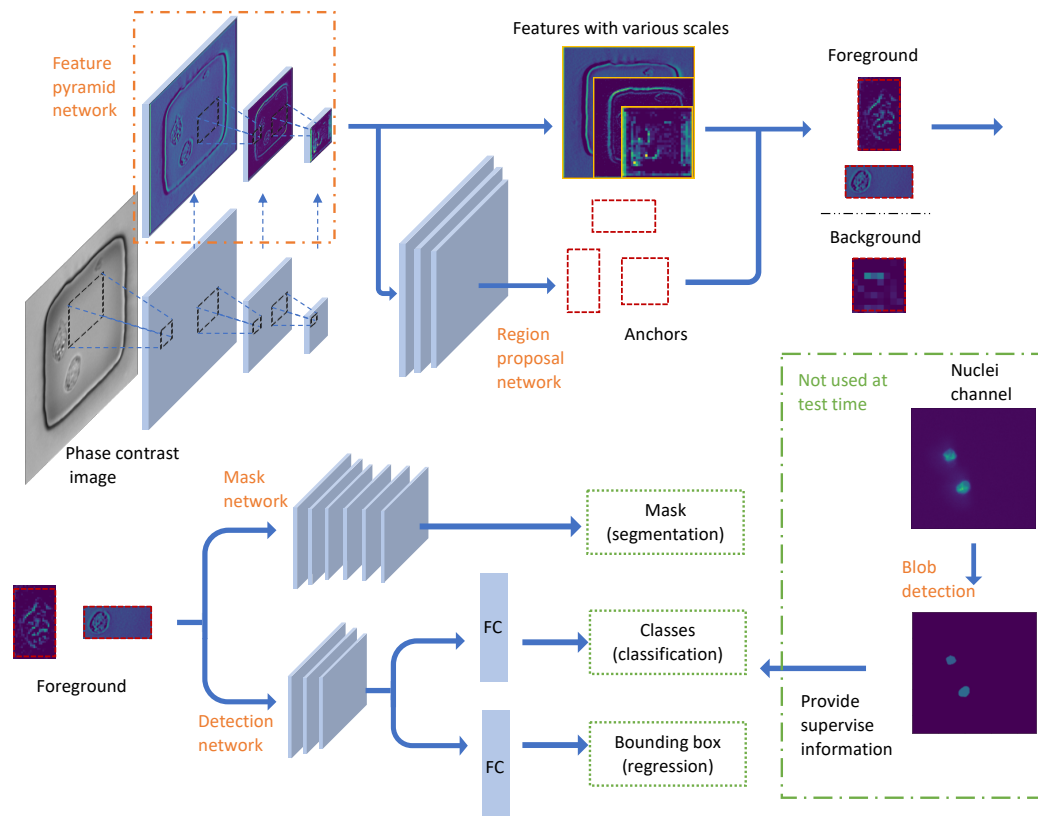 Feature
pyramid
network
Features with various scales
Foreground
Background
Region
proposal
network
Anchors
Phase contrast
image
Not used at
test time
Nuclei
channel
Mask
network
Mask
(segmentation)
Blob
detection
FC
Classes
(classification)
Foreground
Detection
network
Provide
supervise
information
FC
Bounding box
(regression)